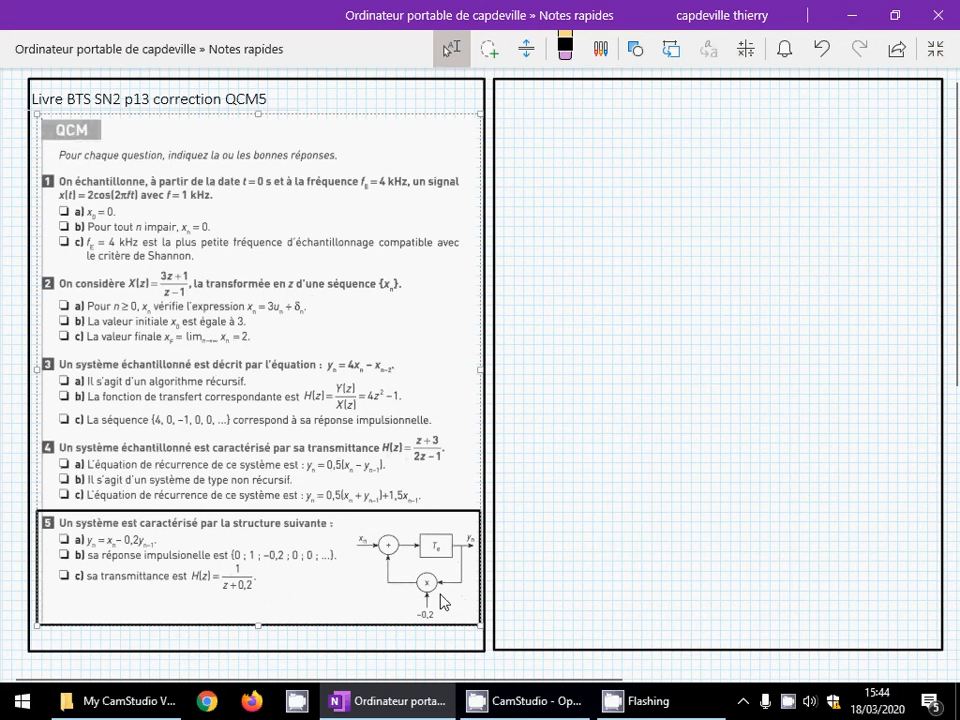 Ordinateur portable de capdeville » Notes rapides
capdeville thierry
Ordinateur portable de capdeville » Notes rapides
Livre BTS SN2 p13 correction QCM5
QCM
Pour chaque question, indiquez la ou les bonnes réponses.
1 On échantillonne, à partir de la date t = 0 s et à la fréquence fE = 4 kHz, un signal
x(t) = 2cos(2πft) avec f = 1 kHz.
❑ a) x0 = 0.
❑ b) Pour tout n impair, xn = 0.
❑ c) fE = 4 kHz est la plus petite fréquence d'échantillonnage compatible avec
le critère de Shannon.
2 On considère X(z) = (3z+1)/(z−1), la transformée en z d'une séquence {xn}.
❑ a) Pour n ≥ 0, xn vérifie l'expression xn = 3un ÷ δn.
❑ b) La valeur initiale x0 est égale à 3.
❑ c) La valeur finale xF = limn→∞ xn = 2.
3 Un système échantillonné est décrit par l'équation : yn = 4xn − xn−2.
❑ a) Il s'agit d'un algorithme récursif.
❑ b) La fonction de transfert correspondante est H(z) = Y(z)/X(z) = 4z² − 1.
❑ c) La séquence {4, 0, −1, 0, 0, ...} correspond à sa réponse impulsionnelle.
4 Un système échantillonné est caractérisé par sa transmittance H(z) = (z+3)/(2z−1).
❑ a) L'équation de récurrence de ce système est : yn = 0,5(xn − yn−1).
❑ b) Il s'agit d'un système de type non récursif.
❑ c) L'équation de récurrence de ce système est : yn = 0,5(xn + yn−1)+1,5xn−1.
5 Un système est caractérisé par la structure suivante :
❑ a) yn = xn− 0,2yn−1.
❑ b) sa réponse impulsionelle est {0 ; 1 ; −0,2 ; 0 ; 0 ; ...}.
❑ c) sa transmittance est H(z) = 1/(z+0,2).
xn + Te yn
x
−0,2
My CamStudio V...
Ordinateur porta...
CamStudio - Ope...
Flashing
15:44
18/03/2020
5